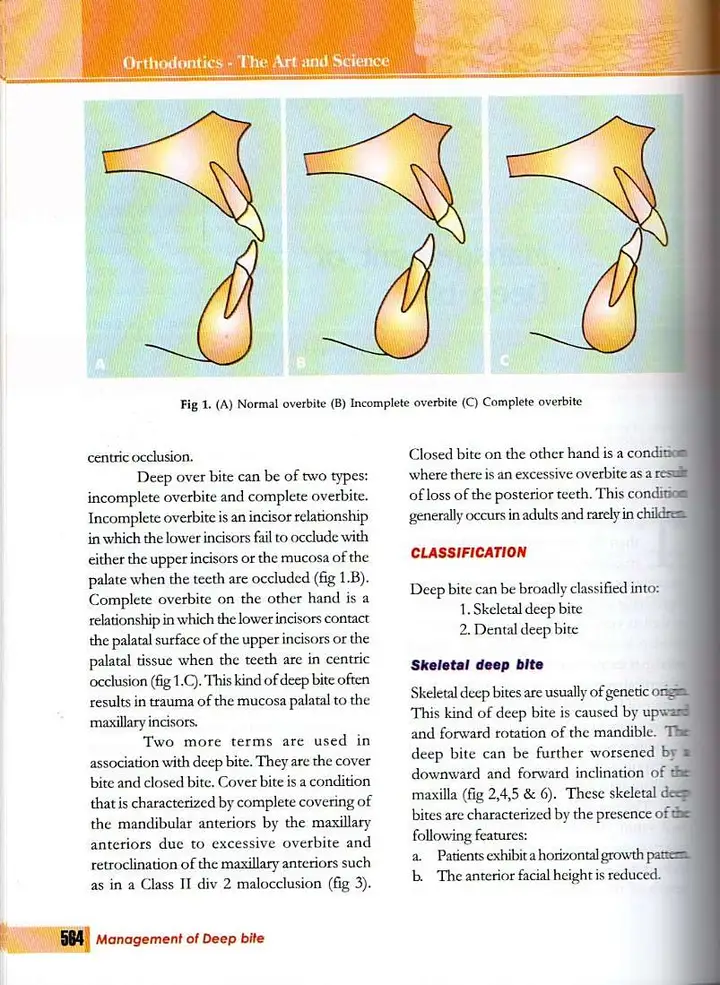 Orthodontics - The Art and Science
A
B
C
Fig 1. (A) Normal overbite (B) Incomplete overbite (C) Complete overbite
centric occlusion.
Deep over bite can be of two types:
incomplete overbite and complete overbite.
Incomplete overbite is an incisor relationship
in which the lower incisors fail to occlude with
either the upper incisors or the mucosa of the
palate when the teeth are occluded (fig 1.B).
Complete overbite on the other hand is a
relationship in which the lower incisors contact
the palatal surface of the upper incisors or the
palatal tissue when the teeth are in centric
occlusion (fig 1.C). This kind of deep bite often
results in trauma of the mucosa palatal to the
maxillary incisors.
Two more terms are used in
association with deep bite. They are the cover
bite and closed bite. Cover bite is a condition
that is characterized by complete covering of
the mandibular anteriors by the maxillary
anteriors due to excessive overbite and
retroclination of the maxillary anteriors such
as in a Class II div 2 malocclusion (fig 3).
Closed bite on the other hand is a condition
where there is an excessive overbite as a result
of loss of the posterior teeth. This condition
generally occurs in adults and rarely in children.
CLASSIFICATION
Deep bite can be broadly classified into:
1. Skeletal deep bite
2. Dental deep bite
Skeletal deep bite
Skeletal deep bites are usually of genetic origin.
This kind of deep bite is caused by upward
and forward rotation of the mandible. The
deep bite can be further worsened by a
downward and forward inclination of the
maxilla (fig 2,4,5 & 6). These skeletal deep
bites are characterized by the presence of the
following features:
a. Patients exhibit a horizontal growth pattern.
b. The anterior facial height is reduced.
564 Management of Deep bite